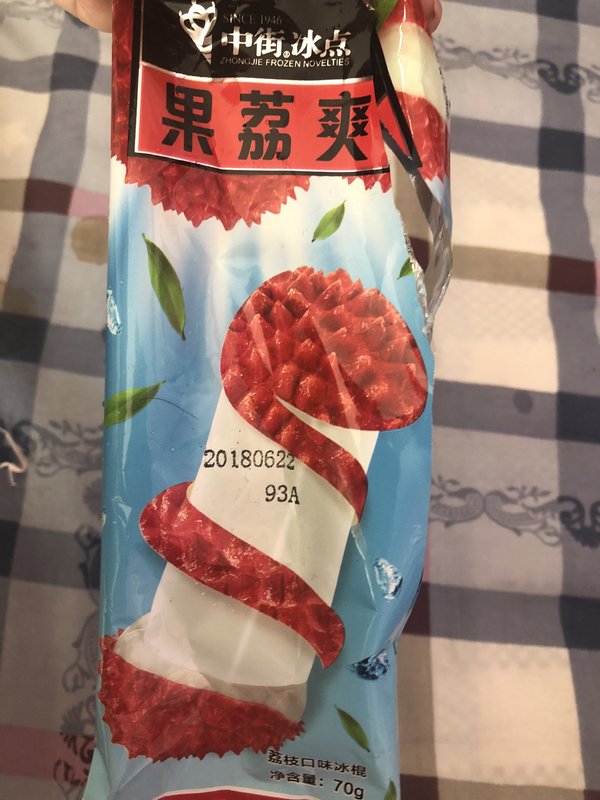 SINCE 1946
中街®冰点
ZHONGJIE FROZEN NOVELTIES
果荔爽
20180622
93A
荔枝口味冰棍
净含量：70g